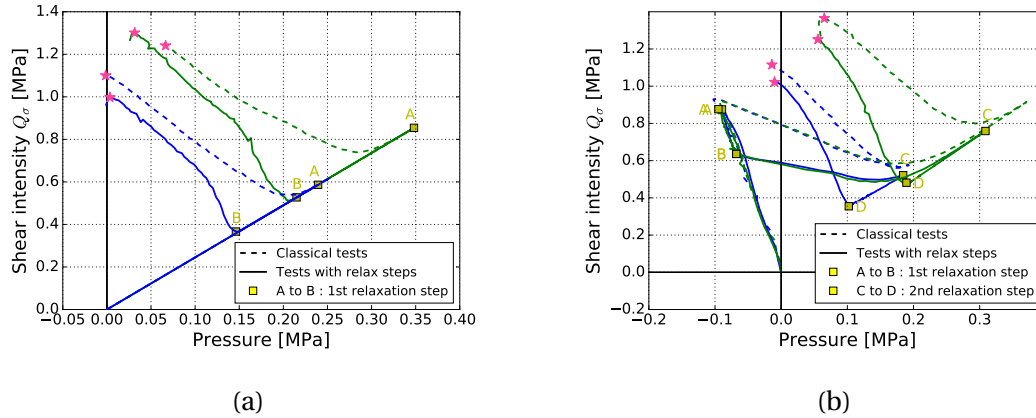 1.4
1.2
1.0
0.8
0.6
0.4
0.2
0.0
−0.05 0.00 0.05 0.10 0.15 0.20 0.25 0.30 0.35 0.40
Shear intensity Qσ [MPa]
Pressure [MPa]
A
A
B
B
Classical tests
Tests with relax steps
A to B : 1st relaxation step
(a)
1.2
1.0
0.8
0.6
0.4
0.2
0.0
−0.2
−0.2 −0.1 0.0 0.1 0.2 0.3
Shear intensity Qσ [MPa]
Pressure [MPa]
A A
B
C
C
D
D
Classical tests
Tests with relax steps
A to B : 1st relaxation step
C to D : 2nd relaxation step
(b)